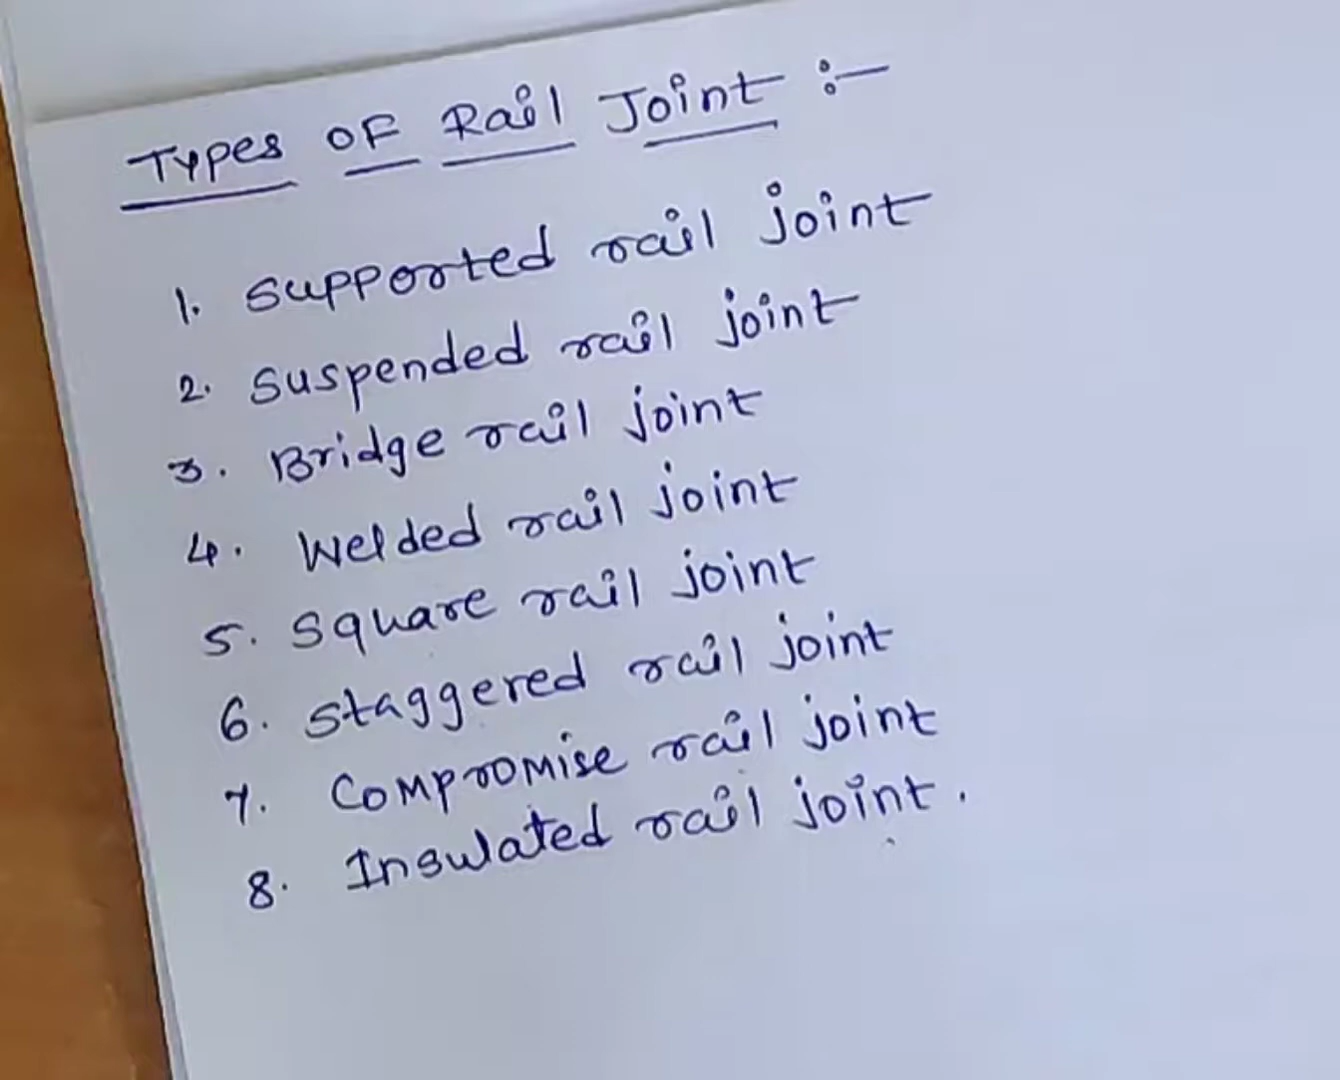 Types OF Rail Joint :-
1. Supported rail joint
2. Suspended rail joint
3. Bridge rail joint
4. Welded rail joint
5. Square rail joint
6. Staggered rail joint
7. Compromise rail joint
8. Insulated rail joint.